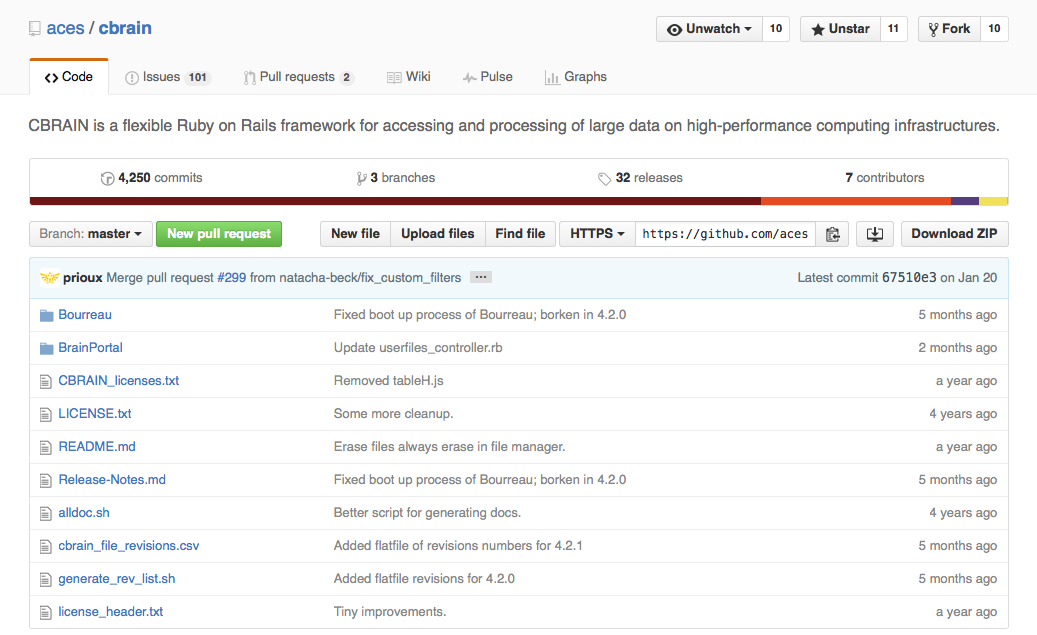 aces / cbrain
Unwatch 10 Unstar 11 Fork 10
Code Issues 101 Pull requests 2 Wiki Pulse Graphs
CBRAIN is a flexible Ruby on Rails framework for accessing and processing of large data on high-performance computing infrastructures.
4,250 commits 3 branches 32 releases 7 contributors
Branch: master New pull request New file Upload files Find file HTTPS https://github.com/aces Download ZIP
prioux Merge pull request #299 from natacha-beck/fix_custom_filters ... Latest commit 67510e3 on Jan 20
Bourreau Fixed boot up process of Bourreau; borken in 4.2.0 5 months ago
BrainPortal Update userfiles_controller.rb 2 months ago
CBRAIN_licenses.txt Removed tableH.js a year ago
LICENSE.txt Some more cleanup. 4 years ago
README.md Erase files always erase in file manager. a year ago
Release-Notes.md Fixed boot up process of Bourreau; borken in 4.2.0 5 months ago
alldoc.sh Better script for generating docs. 4 years ago
cbrain_file_revisions.csv Added flatfile of revisions numbers for 4.2.1 5 months ago
generate_rev_list.sh Added flatfile revisions for 4.2.0 5 months ago
license_header.txt Tiny improvements. a year ago